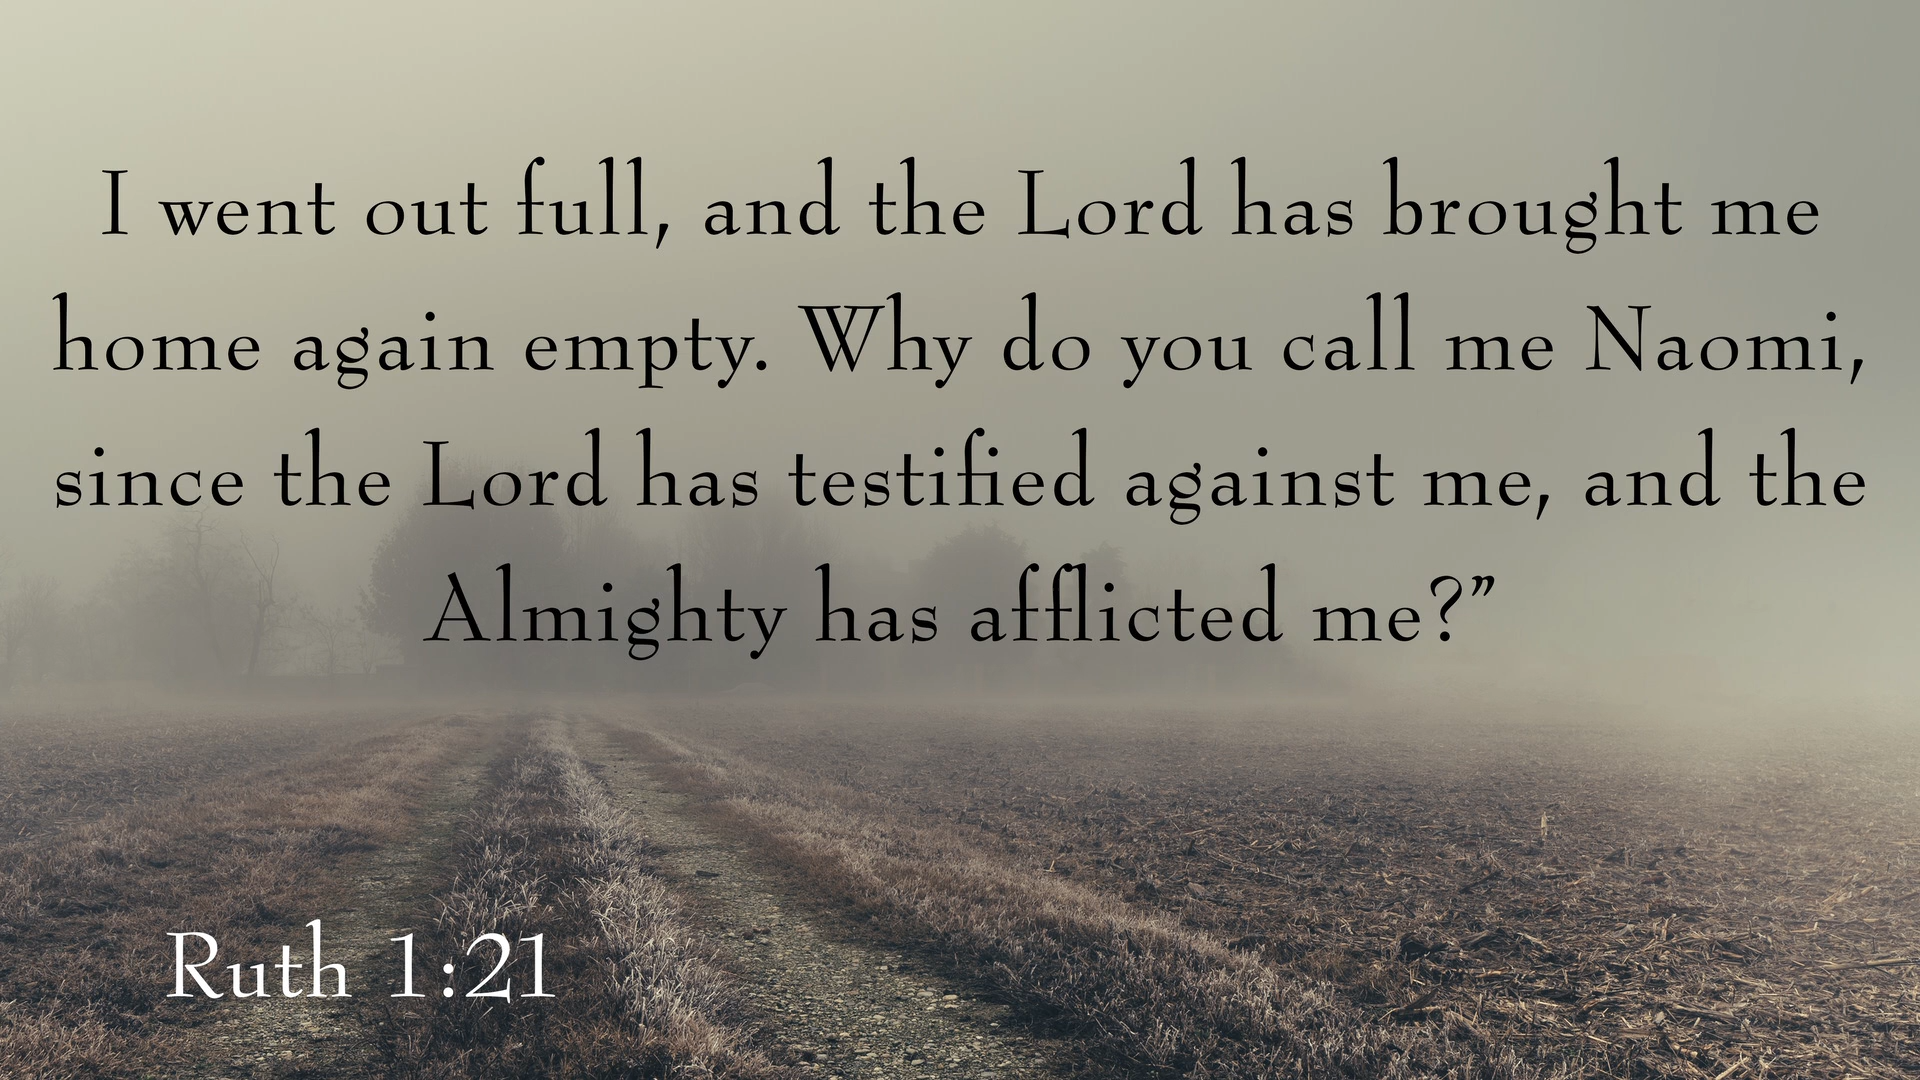 I went out full, and the Lord has brought me
home again empty. Why do you call me Naomi,
since the Lord has testified against me, and the
Almighty has afflicted me?”
Ruth 1:21